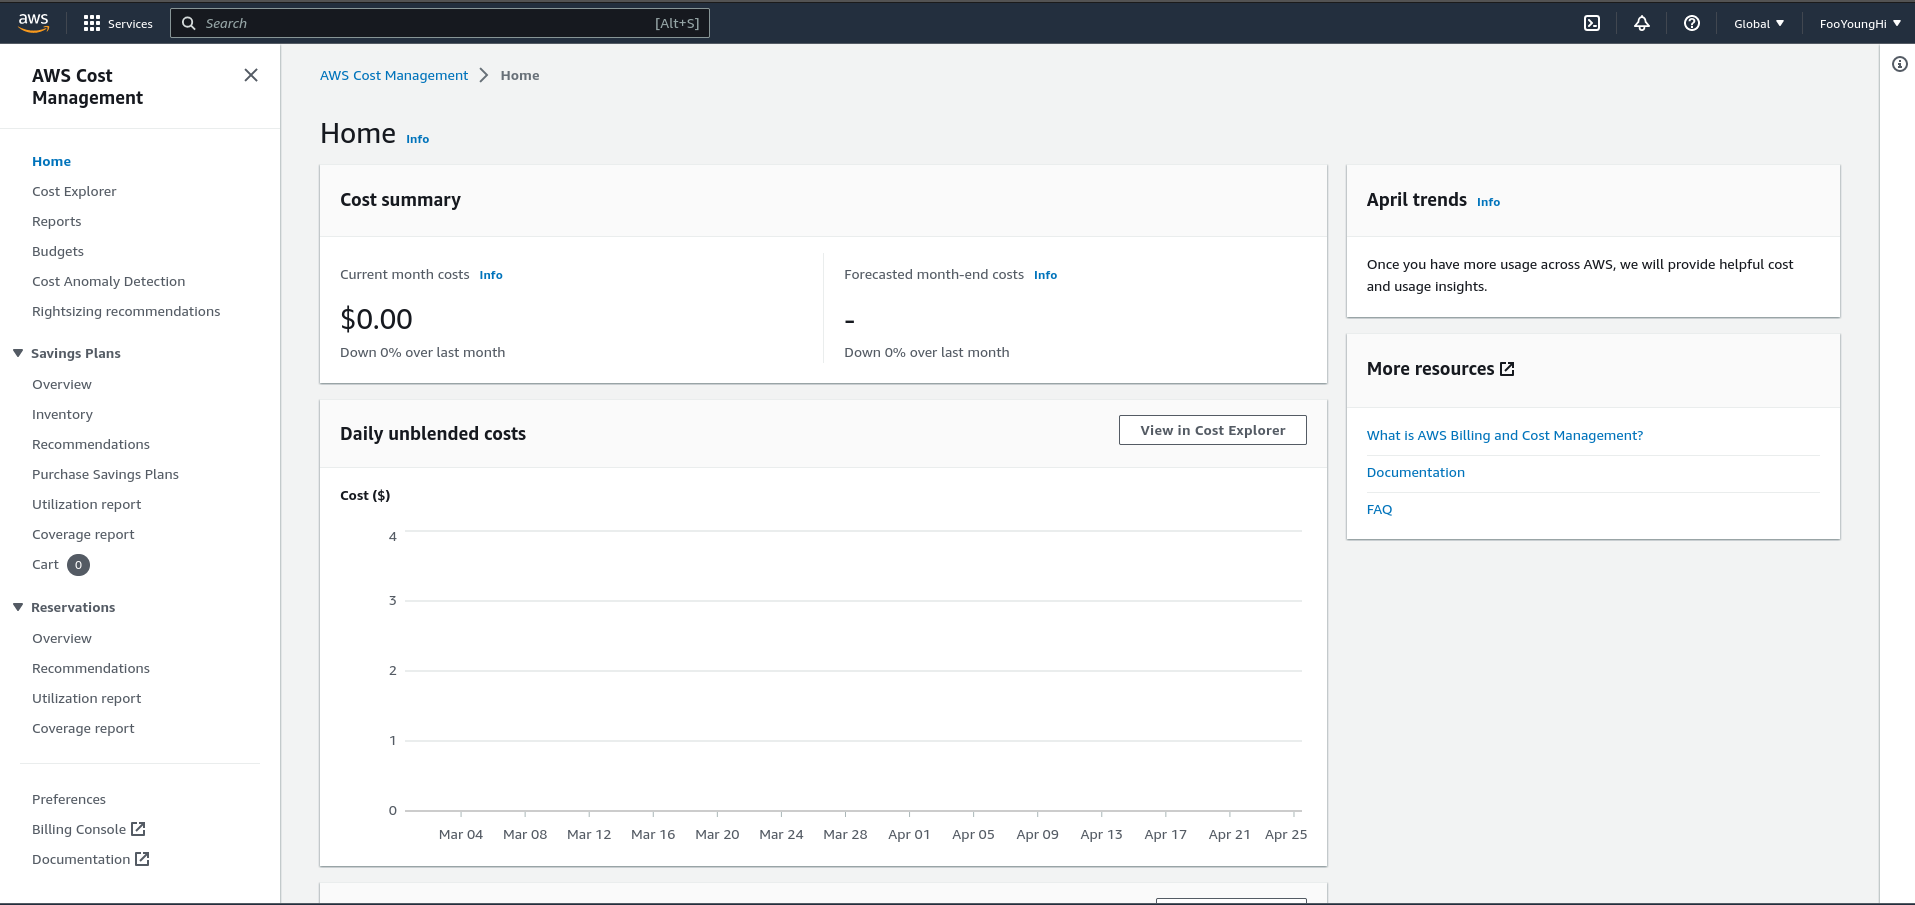 aws
Services
Search [Alt+S]
Global
FooYoungHi
AWS Cost
Management
Home
Cost Explorer
Reports
Budgets
Cost Anomaly Detection
Rightsizing recommendations
Savings Plans
Overview
Inventory
Recommendations
Purchase Savings Plans
Utilization report
Coverage report
Cart 0
Reservations
Overview
Recommendations
Utilization report
Coverage report
Preferences
Billing Console
Documentation
AWS Cost Management > Home
Home Info
Cost summary
Current month costs Info
$0.00
Down 0% over last month
Forecasted month-end costs Info
-
Down 0% over last month
Daily unblended costs
View in Cost Explorer
Cost ($)
4
3
2
1
0
Mar 04 Mar 08 Mar 12 Mar 16 Mar 20 Mar 24 Mar 28 Apr 01 Apr 05 Apr 09 Apr 13 Apr 17 Apr 21 Apr 25
April trends Info
Once you have more usage across AWS, we will provide helpful cost
and usage insights.
More resources
What is AWS Billing and Cost Management?
Documentation
FAQ